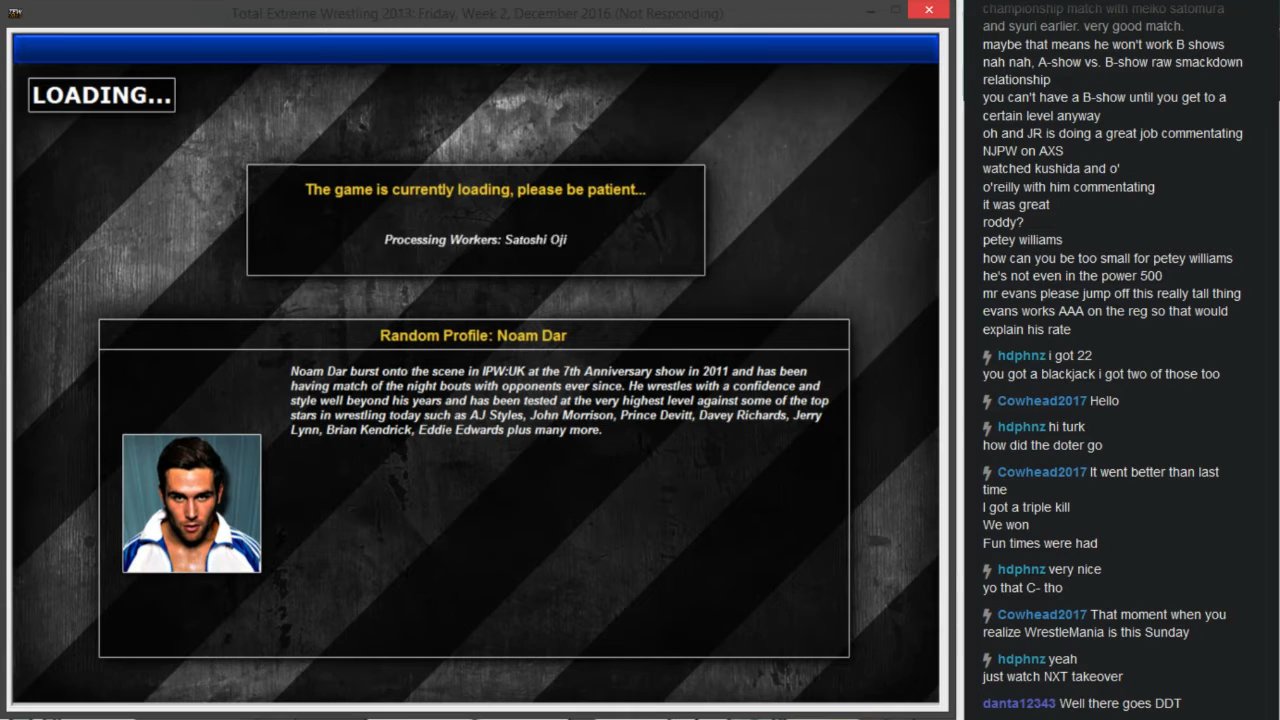 Total Extreme Wrestling 2013: Friday, Week 2, December 2016 (Not Responding)
LOADING...
The game is currently loading, please be patient...
Processing Workers: Satoshi Oji
Random Profile: Noam Dar
Noam Dar burst onto the scene in IPW:UK at the 7th Anniversary show in 2011 and has been
having match of the night bouts with opponents ever since. He wrestles with a confidence and
style well beyond his years and has been tested at the very highest level against some of the top
stars in wrestling today such as AJ Styles, John Morrison, Prince Devitt, Davey Richards, Jerry
Lynn, Brian Kendrick, Eddie Edwards plus many more.
championship match with meiko satomura
and syuri earlier. very good match.
maybe that means he won't work B shows
nah nah, A-show vs. B-show raw smackdown
relationship
you can't have a B-show until you get to a
certain level anyway
oh and JR is doing a great job commentating
NJPW on AXS
watched kushida and o'
o'reilly with him commentating
it was great
roddy?
petey williams
how can you be too small for petey williams
he's not even in the power 500
mr evans please jump off this really tall thing
evans works AAA on the reg so that would
explain his rate
hdphnz i got 22
you got a blackjack i got two of those too
Cowhead2017 Hello
hdphnz hi turk
how did the doter go
Cowhead2017 It went better than last
time
I got a triple kill
We won
Fun times were had
hdphnz very nice
yo that C- tho
Cowhead2017 That moment when you
realize WrestleMania is this Sunday
hdphnz yeah
just watch NXT takeover
danta12343 Well there goes DDT